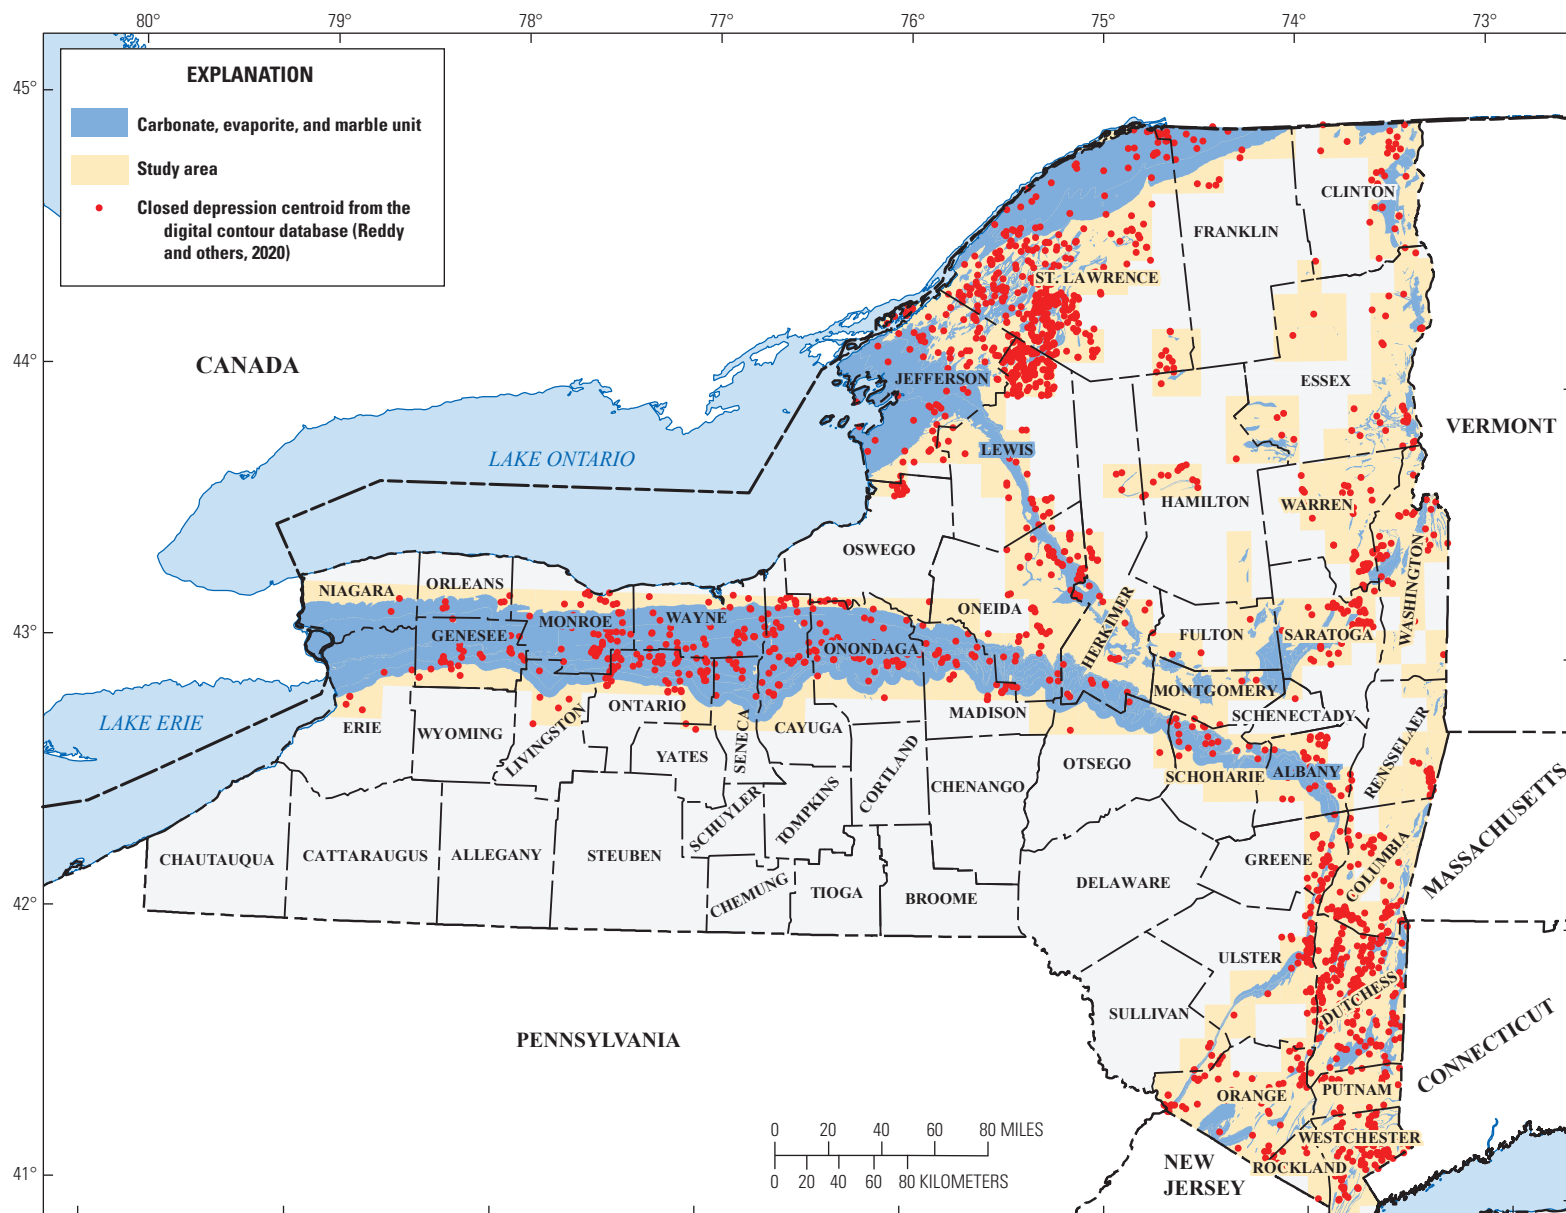 80°
79°
78°
77°
76°
75°
74°
73°
45°
44°
43°
42°
41°
EXPLANATION
Carbonate, evaporite, and marble unit
Study area
Closed depression centroid from the
digital contour database (Reddy
and others, 2020)
CLINTON
FRANKLIN
ST. LAWRENCE
CANADA
JEFFERSON
ESSEX
VERMONT
LEWIS
LAKE ONTARIO
HAMILTON
WARREN
OSWEGO
WASHINGTON
NIAGARA
ORLEANS
ONEIDA
HERKIMER
MONROE
WAYNE
GENESEE
FULTON
SARATOGA
ONONDAGA
MONTGOMERY
LAKE ERIE
ERIE
WYOMING
LIVINGSTON
ONTARIO
SENECA
CAYUGA
MADISON
SCHENECTADY
RENSSELAER
YATES
CORTLAND
OTSEGO
SCHOHARIE
ALBANY
CHENANGO
SCHUYLER
TOMPKINS
MASSACHUSETTS
CHAUTAUQUA
CATTARAUGUS
ALLEGANY
STEUBEN
GREENE
COLUMBIA
CHEMUNG
TIOGA
BROOME
DELAWARE
ULSTER
SULLIVAN
DUTCHESS
PENNSYLVANIA
CONNECTICUT
ORANGE
PUTNAM
WESTCHESTER
ROCKLAND
NEW
JERSEY
0 20 40 60 80 MILES
0 20 40 60 80 KILOMETERS